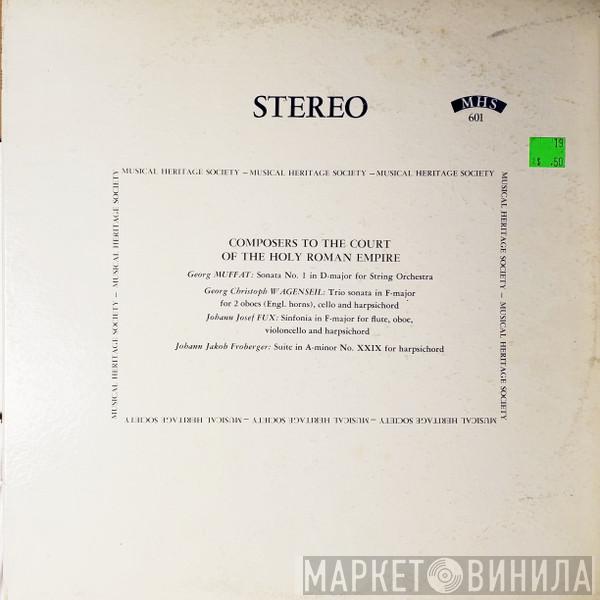 STEREO
MHS
601
19
$ .50
MUSICAL HERITAGE SOCIETY – MUSICAL HERITAGE SOCIETY – MUSICAL HERITAGE SOCIETY
MUSICAL HERITAGE SOCIETY – MUSICAL HERITAGE SOCIETY
MUSICAL HERITAGE SOCIETY – MUSICAL HERITAGE SOCIETY
COMPOSERS TO THE COURT
OF THE HOLY ROMAN EMPIRE
Georg MUFFAT: Sonata No. 1 in D-major for String Orchestra
Georg Christoph WAGENSEIL: Trio sonata in F-major
for 2 oboes (Engl. horns), cello and harpsichord
Johann Josef FUX: Sinfonia in F-major for flute, oboe,
violoncello and harpsichord
Johann Jakob Froberger: Suite in A-minor No. XXIX for harpsichord
MUSICAL HERITAGE SOCIETY – MUSICAL HERITAGE SOCIETY – MUSICAL HERITAGE SOCIETY
МАРКЕТ ВИНИЛА